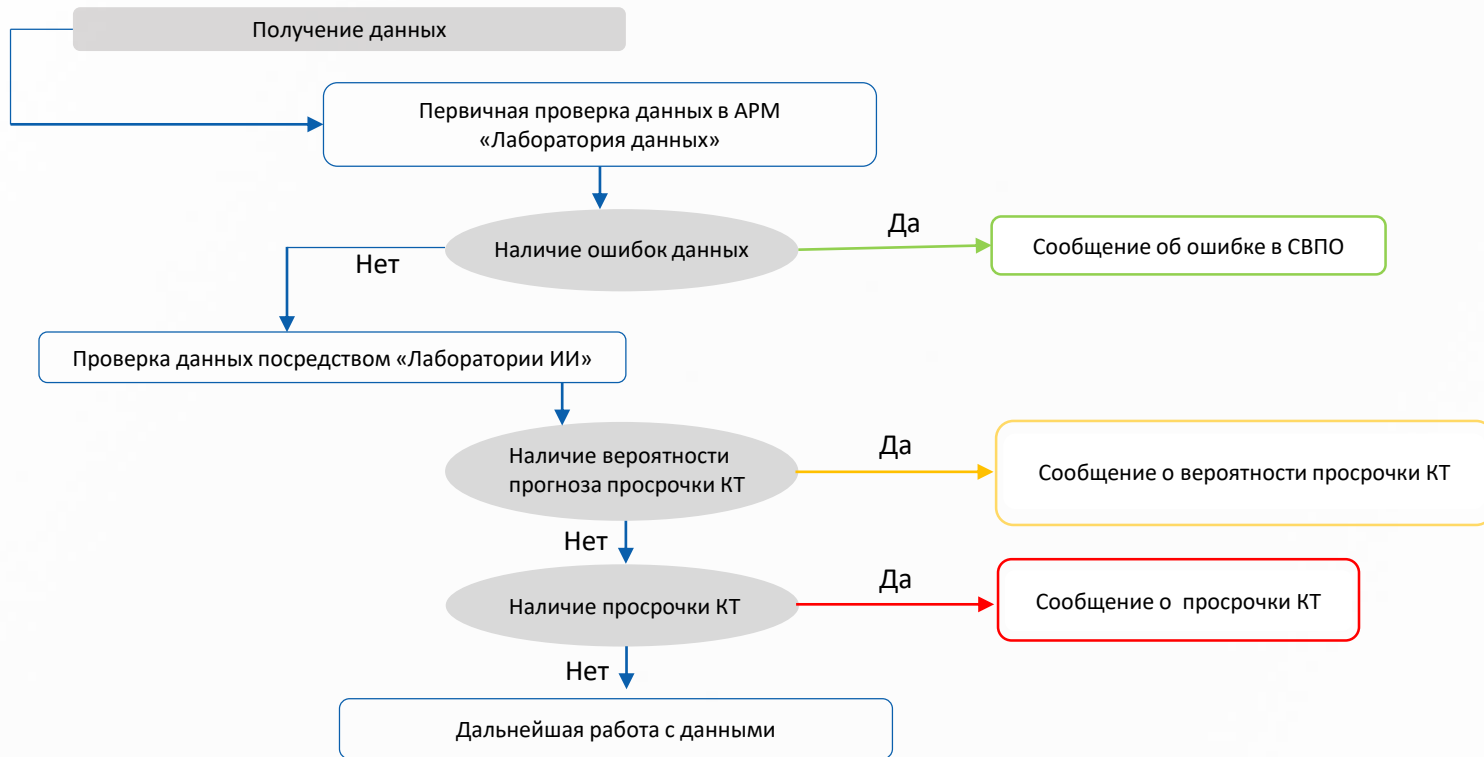 Получение данных
Первичная проверка данных в АРМ
«Лаборатория данных»
Наличие ошибок данных
Да
Сообщение об ошибке в СВПО
Нет
Проверка данных посредством «Лаборатории ИИ»
Наличие вероятности
прогноза просрочки КТ
Да
Сообщение о вероятности просрочки КТ
Нет
Наличие просрочки КТ
Да
Сообщение о просрочки КТ
Нет
Дальнейшая работа с данными